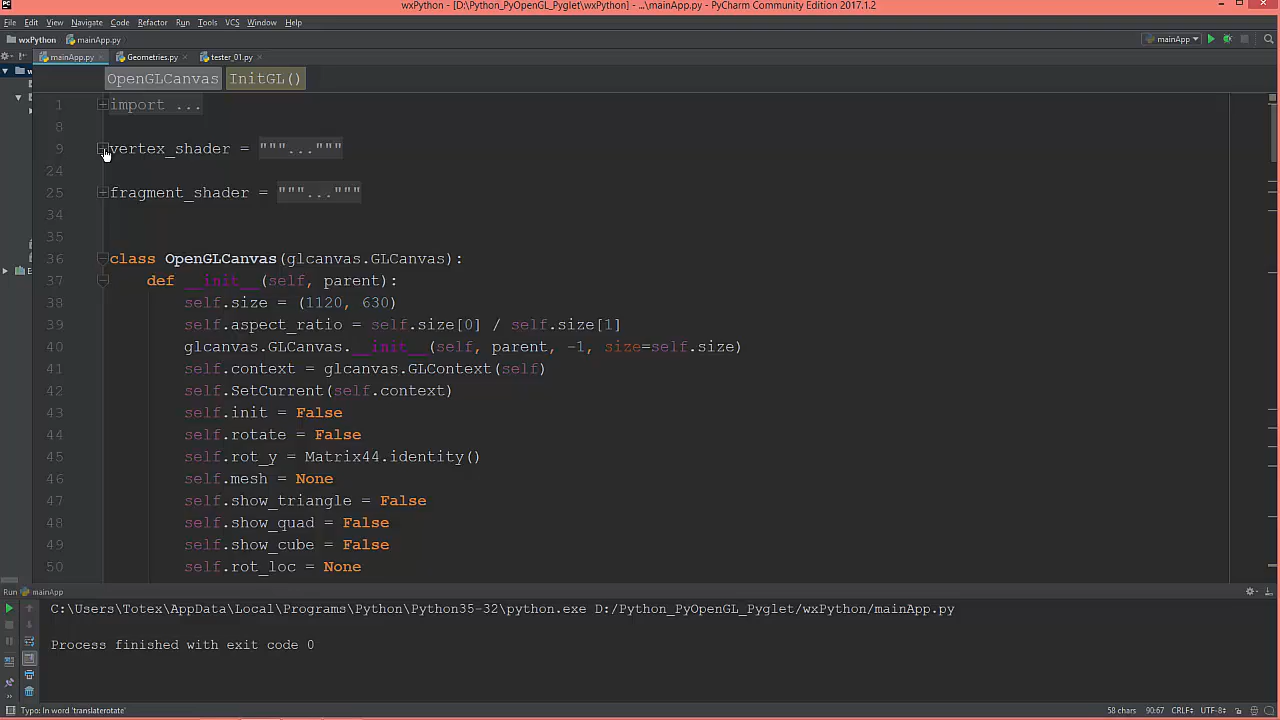 wxPython - [D:\Python_PyOpenGL_Pyglet\wxPython] - ...\mainApp.py - PyCharm Community Edition 2017.1.2
File Edit View Navigate Code Refactor Run Tools VCS Window Help
wxPython mainApp.py mainApp
mainApp.py Geometries.py tester_01.py
OpenGLCanvas InitGL()
1 import ...
8
9 vertex_shader = """..."""
24
25 fragment_shader = """..."""
34
35
36 class OpenGLCanvas(glcanvas.GLCanvas):
37 def __init__(self, parent):
38 self.size = (1120, 630)
39 self.aspect_ratio = self.size[0] / self.size[1]
40 glcanvas.GLCanvas.__init__(self, parent, -1, size=self.size)
41 self.context = glcanvas.GLContext(self)
42 self.SetCurrent(self.context)
43 self.init = False
44 self.rotate = False
45 self.rot_y = Matrix44.identity()
46 self.mesh = None
47 self.show_triangle = False
48 self.show_quad = False
49 self.show_cube = False
50 self.rot_loc = None
Run mainApp
C:\Users\Totex\AppData\Local\Programs\Python\Python35-32\python.exe D:/Python_PyOpenGL_Pyglet/wxPython/mainApp.py
Process finished with exit code 0
Typo: In word 'translaterotate' 58 chars 90:67 CRLF UTF-8